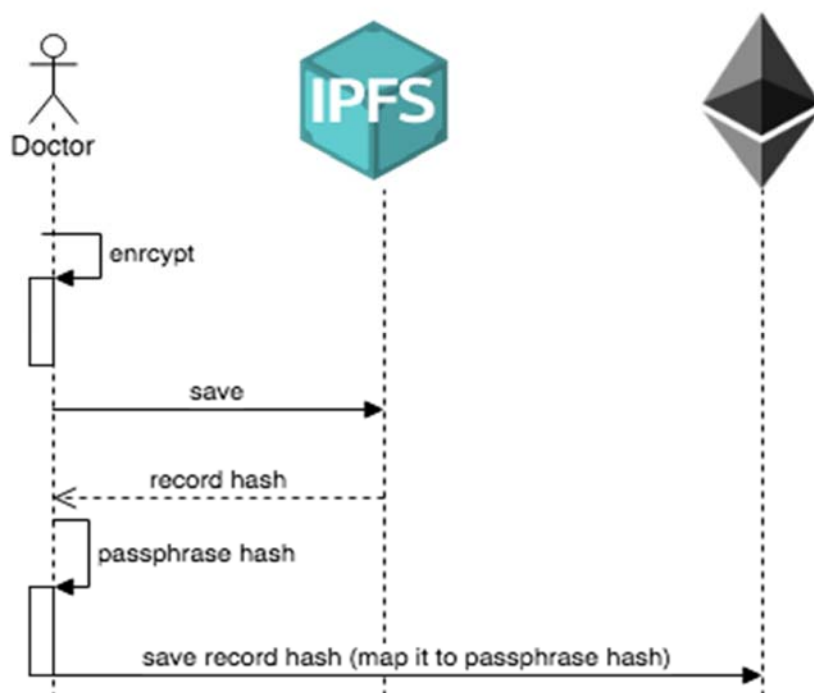 IPFS
Doctor
enrcypt
save
record hash
passphrase hash
save record hash (map it to passphrase hash)